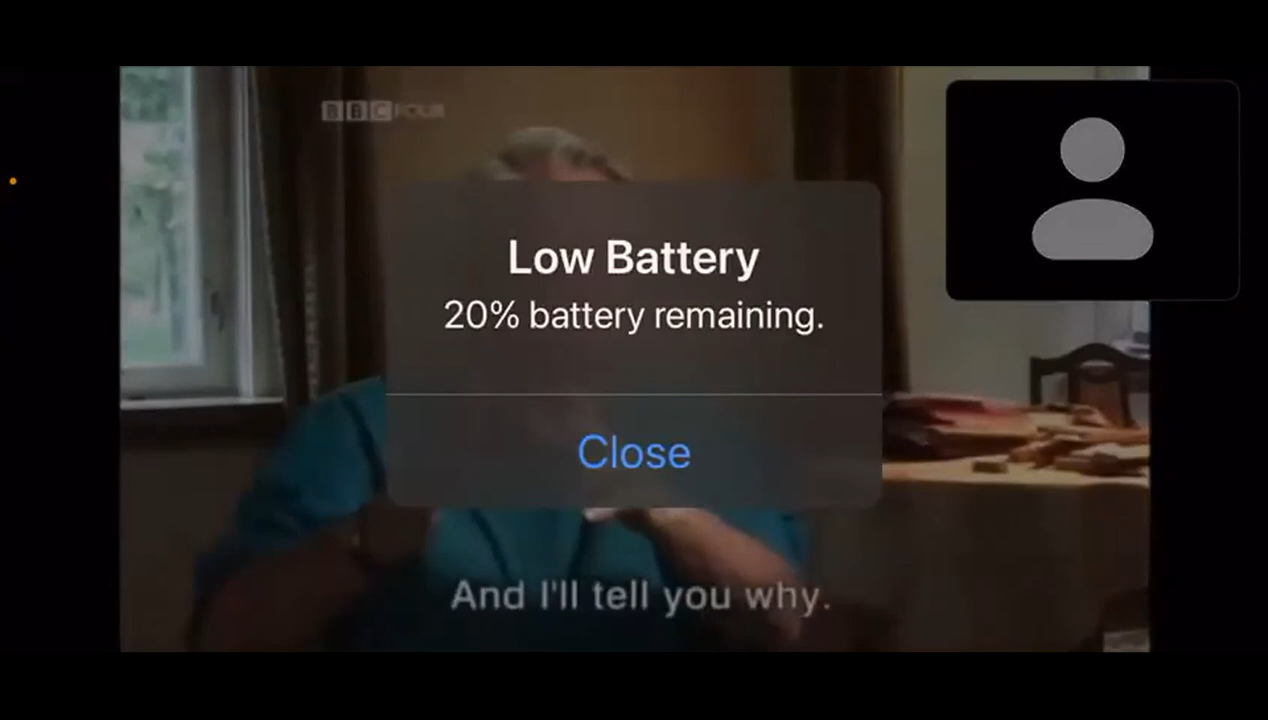 BBC FOUR
Low Battery
20% battery remaining.
Close
And I'll tell you why.